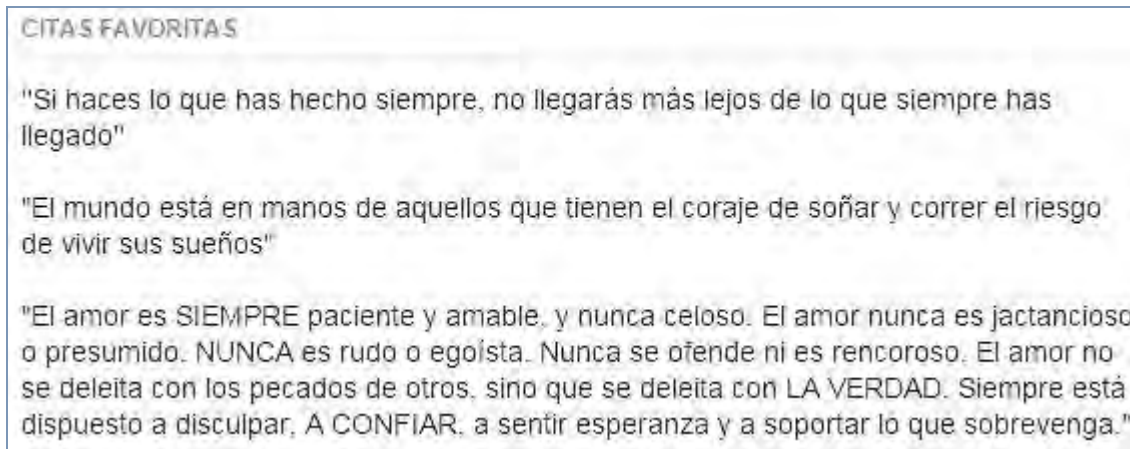 CITAS FAVORITAS
"Si haces lo que has hecho siempre, no llegarás más lejos de lo que siempre has
llegado"
"El mundo está en manos de aquellos que tienen el coraje de soñar y correr el riesgo
de vivir sus sueños"
"El amor es SIEMPRE paciente y amable, y nunca celoso. El amor nunca es jactancioso
o presumido. NUNCA es rudo o egoísta. Nunca se ofende ni es rencoroso. El amor no
se deleita con los pecados de otros, sino que se deleita con LA VERDAD. Siempre está
dispuesto a disculpar, A CONFIAR, a sentir esperanza y a soportar lo que sobrevenga."